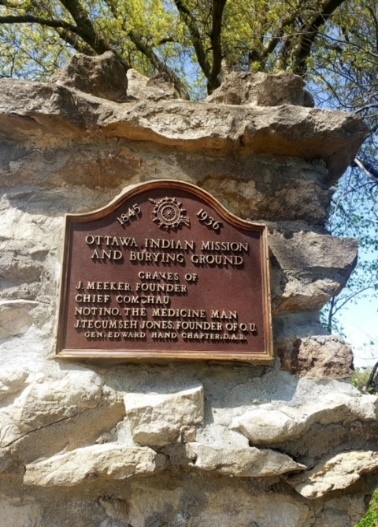 1845 1936
OTTAWA INDIAN MISSION
AND BURYING GROUND
GRAVES OF
J. MEEKER, FOUNDER
CHIEF COMCHAU
NOTINO, THE MEDICINE MAN
J. TECUMSEH JONES, FOUNDER OF O.U.
GEN. EDWARD HAND CHAPTER, D.A.R.